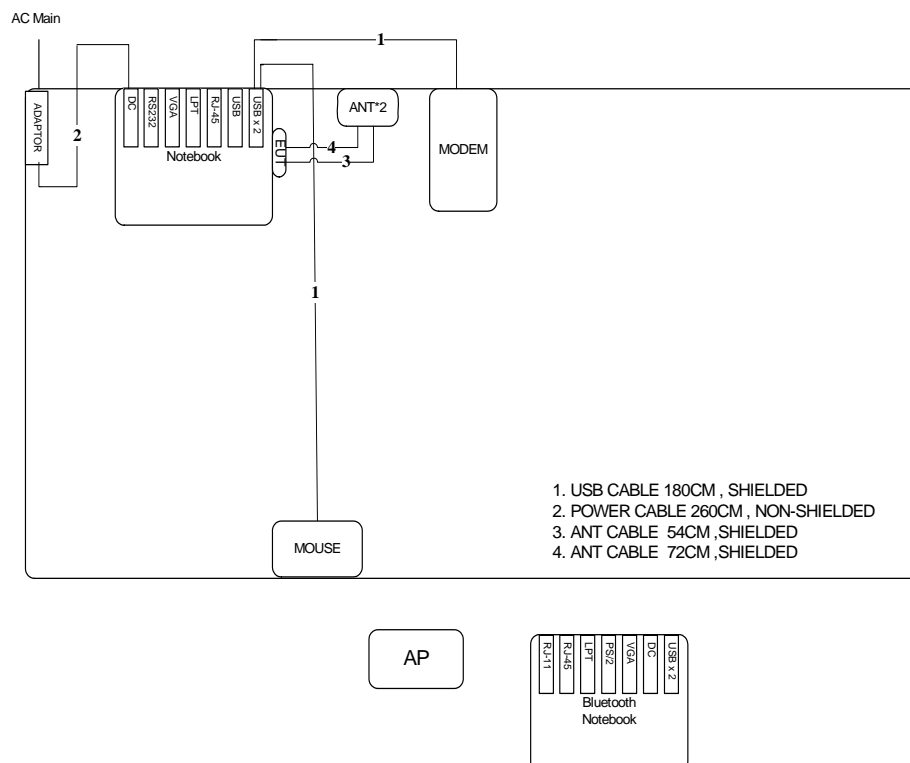 AC Main
1
ADAPTOR
2
DC
RS232
VGA
LPT
RJ-45
USB
USB x 2
Notebook
EUT
ANT*2
4
3
MODEM
1
1. USB CABLE 180CM , SHIELDED
2. POWER CABLE 260CM , NON-SHIELDED
3. ANT CABLE 54CM ,SHIELDED
4. ANT CABLE 72CM ,SHIELDED
MOUSE
AP
RJ-11
RJ-45
LPT
PS/2
VGA
DC
USB x 2
Bluetooth
Notebook